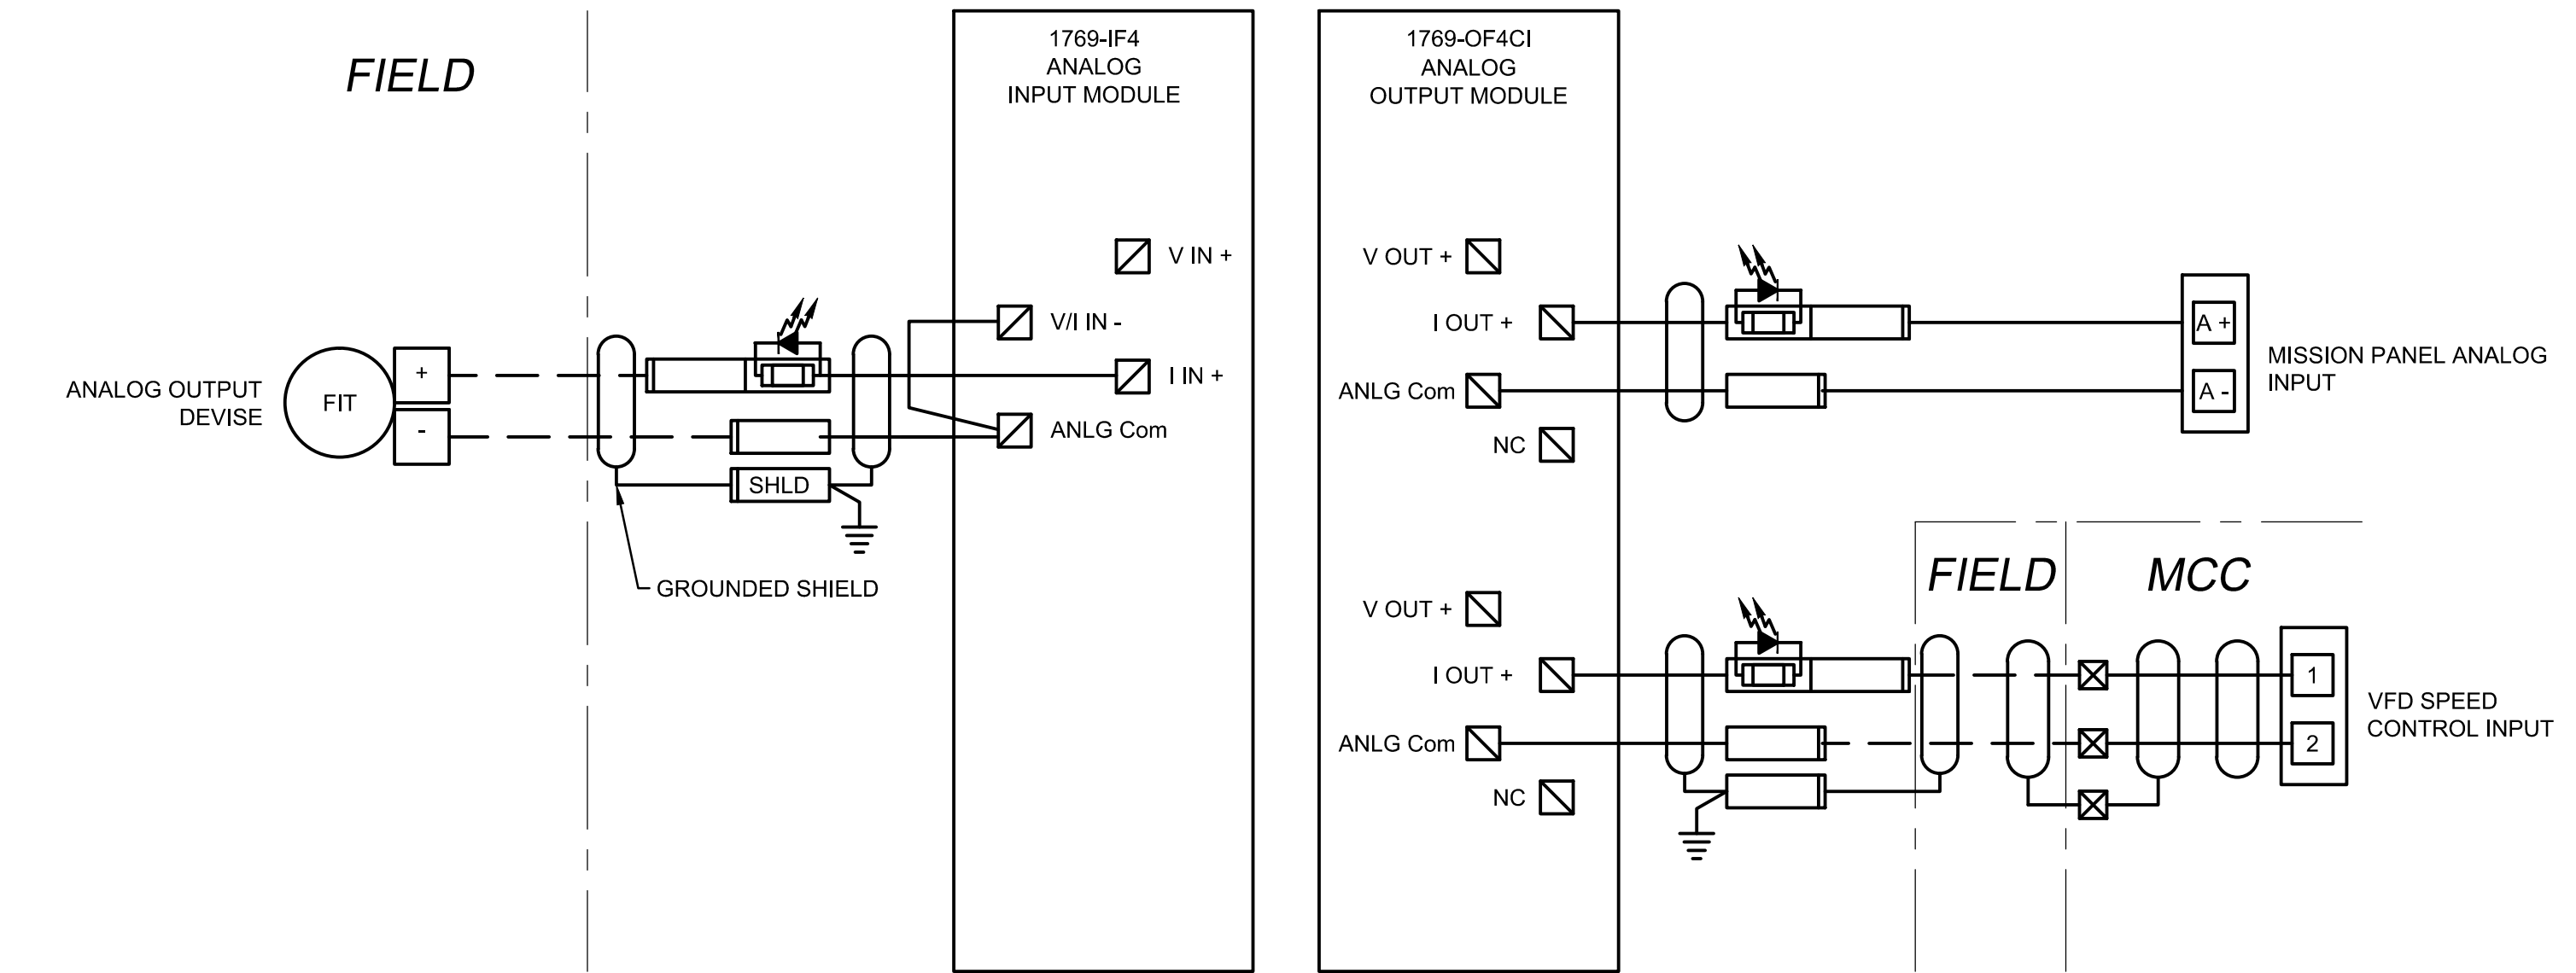 FIELD
1769-IF4
ANALOG
INPUT MODULE
V IN +
V/I IN -
I IN +
ANLG Com
ANALOG OUTPUT
DEVISE
FIT
+
-
SHLD
GROUNDED SHIELD
1769-OF4CI
ANALOG
OUTPUT MODULE
V OUT +
I OUT +
ANLG Com
NC
A +
A -
MISSION PANEL ANALOG
INPUT
FIELD
MCC
V OUT +
I OUT +
ANLG Com
NC
1
2
VFD SPEED
CONTROL INPUT